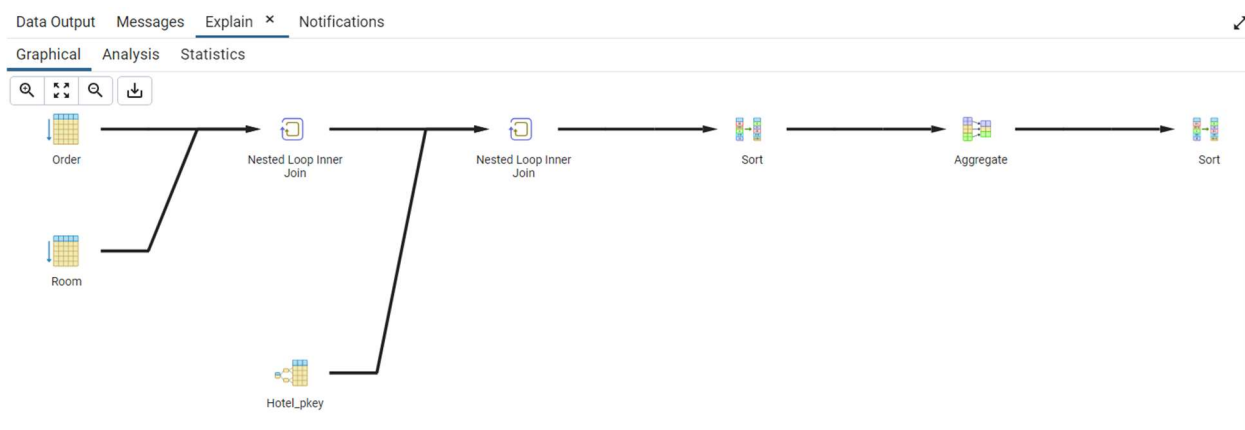 Data Output Messages Explain × Notifications
Graphical Analysis Statistics
Order
Nested Loop Inner
Join
Nested Loop Inner
Join
Sort
Aggregate
Sort
Room
Hotel_pkey